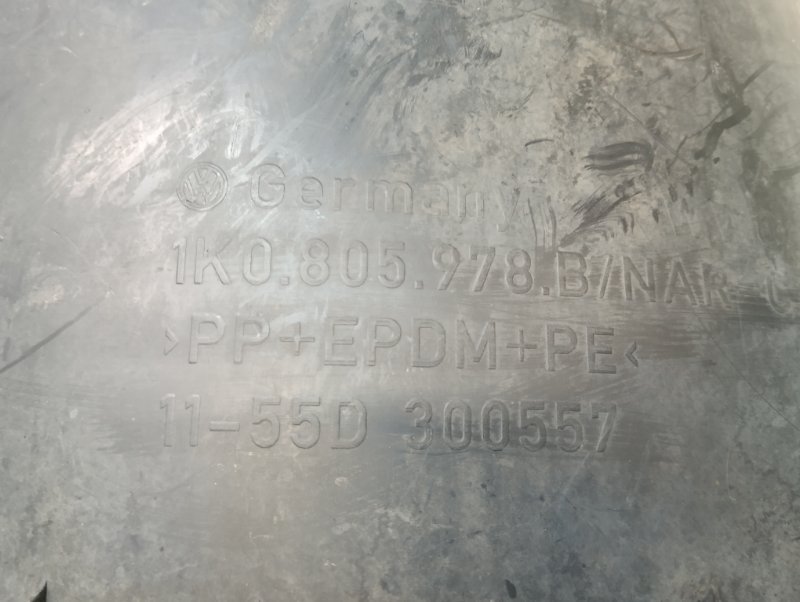 Germany
1K0.805.978.B/NAR
>PP+EPDM+PE<
11-55D 300557